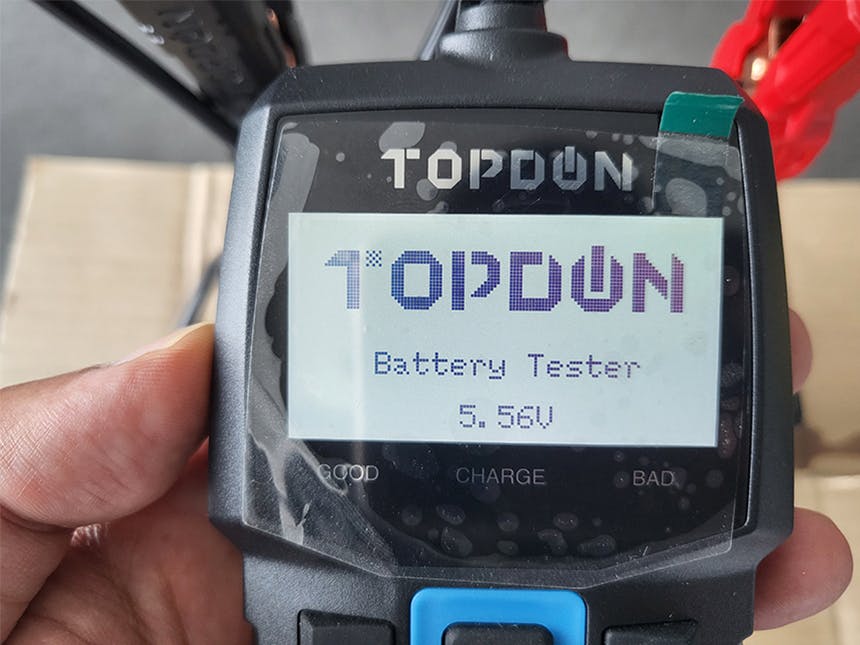 TOPDON
TOPDON
Battery Tester
5.56V
GOOD CHARGE BAD